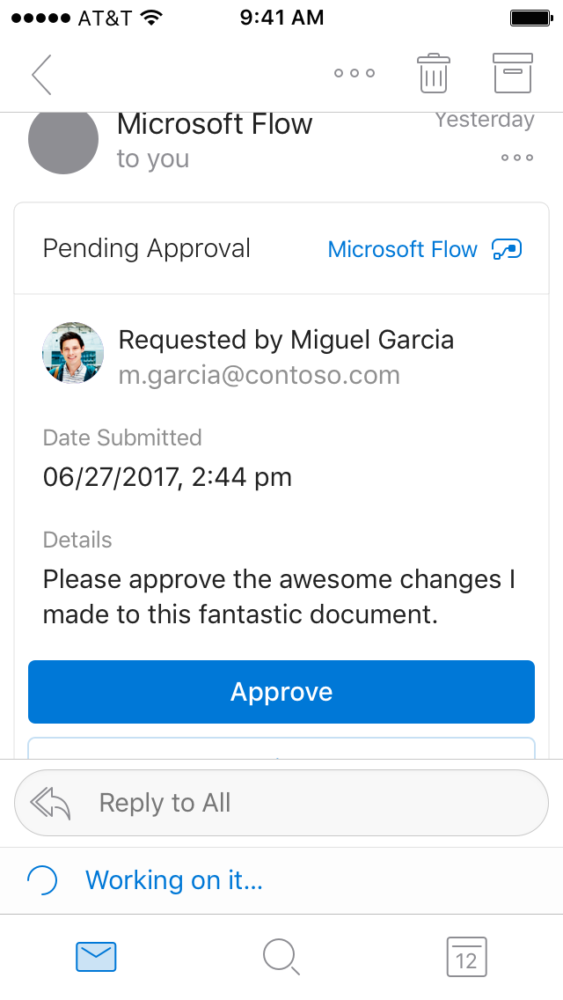 AT&T 9:41 AM
Microsoft Flow
Yesterday
to you
Pending Approval
Microsoft Flow
Requested by Miguel Garcia
m.garcia@contoso.com
Date Submitted
06/27/2017, 2:44 pm
Details
Please approve the awesome changes I
made to this fantastic document.
Approve
Reply to All
Working on it...
12